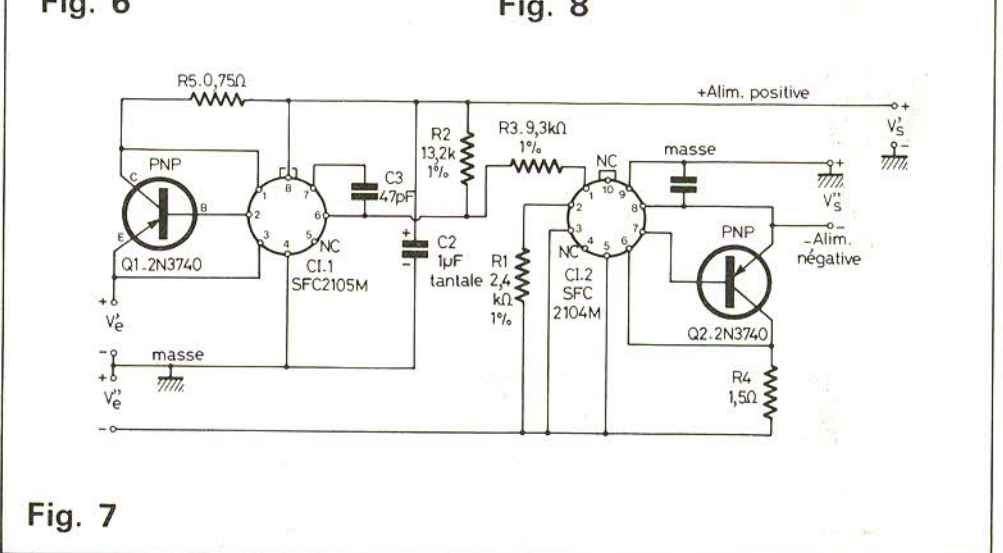 Fig. 6
Fig. 8
R5.0,75Ω
+Alim. positive
+
V's
-
R2
13,2k
1%
R3.9,3kΩ
1%
PNP
C
B
E
Q1.2N3740
1
2
3
4
5
6
7
8
NC
CI.1
SFC2105M
C3
47pF
+
C2
1µF
-
tantale
NC
masse
1
2
3
4
5
6
7
8
9
10
NC
CI.2
SFC
2104M
R1
2,4
kΩ
1%
+
V''s
-
-Alim.
négative
PNP
Q2.2N3740
+
V'e
-
masse
+
V''e
-
R4
1,5Ω
Fig. 7